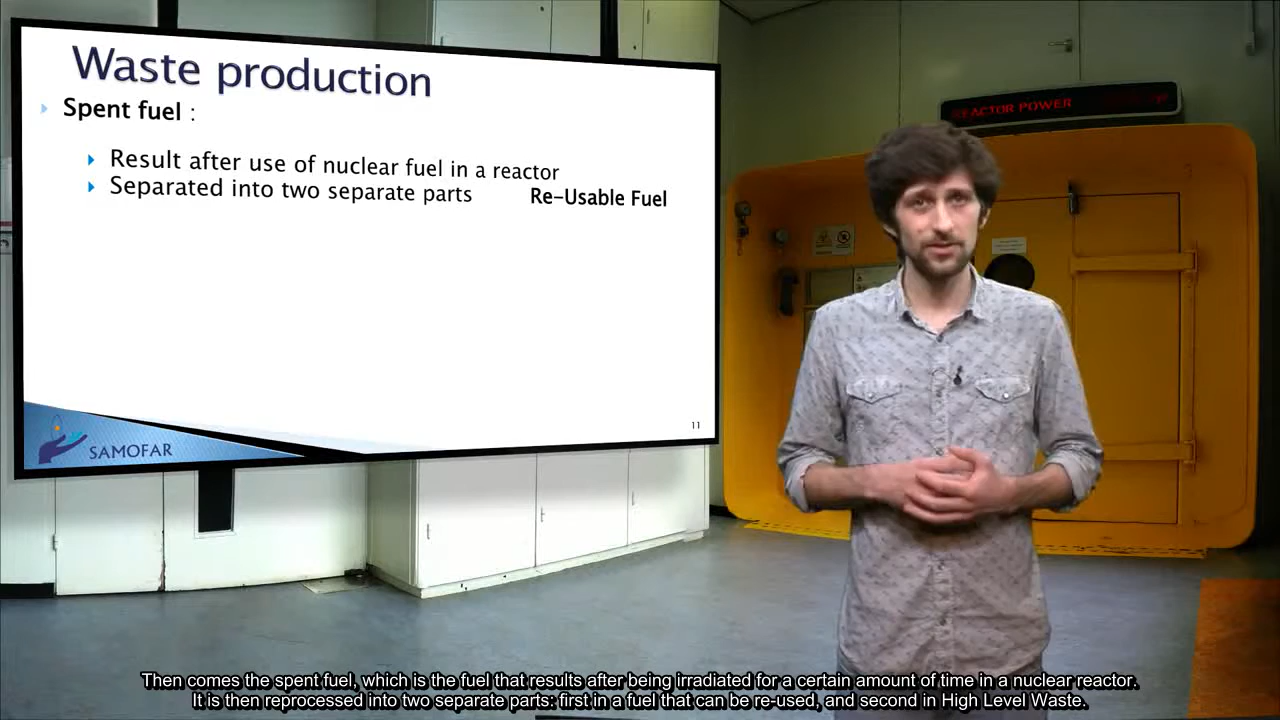 Waste production
Spent fuel :
Result after use of nuclear fuel in a reactor
Separated into two separate parts
Re-Usable Fuel
11
SAMOFAR
REACTOR POWER
Then comes the spent fuel, which is the fuel that results after being irradiated for a certain amount of time in a nuclear reactor.
It is then reprocessed into two separate parts: first in a fuel that can be re-used, and second in High Level Waste.